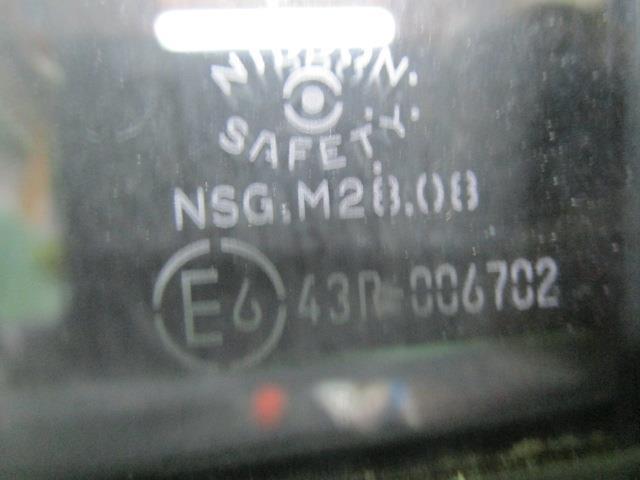 NIPPON.
SAFETY.
NSG.M28.08
E6 43R-006702